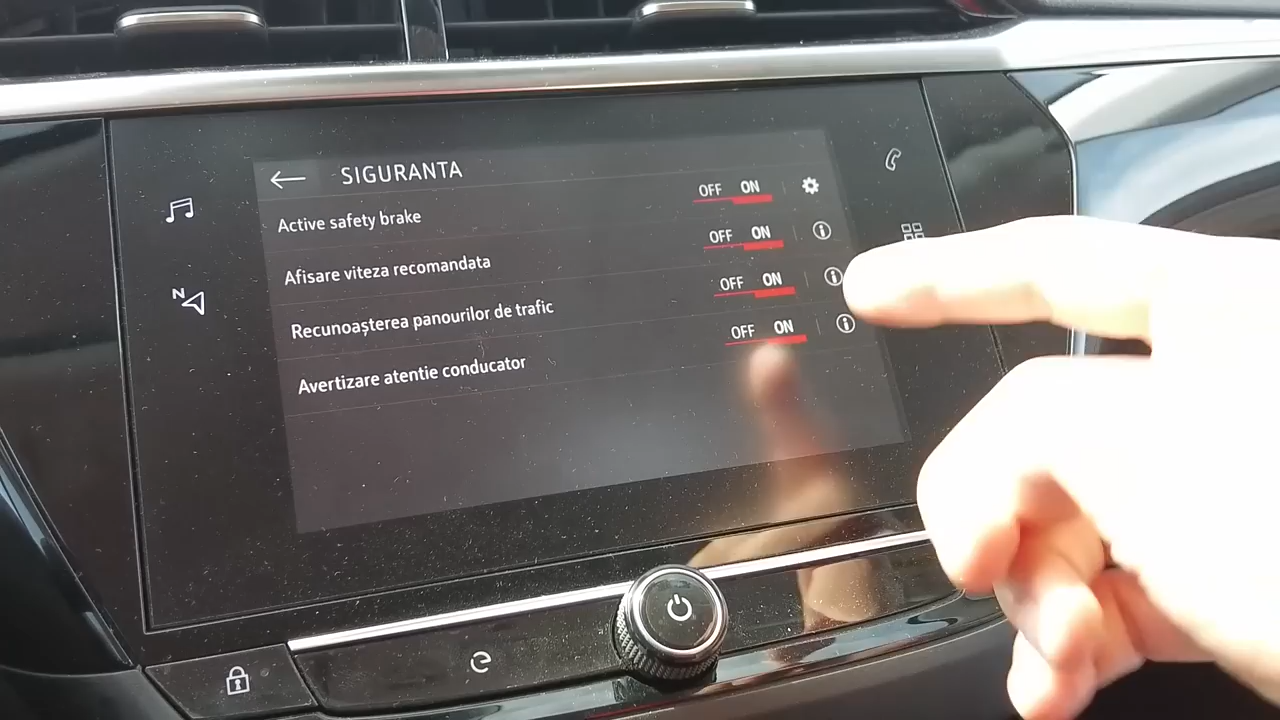 SIGURANTA
Active safety brake OFF ON
Afisare viteza recomandata OFF ON
Recunoașterea panourilor de trafic OFF ON
Avertizare atentie conducator OFF ON
N